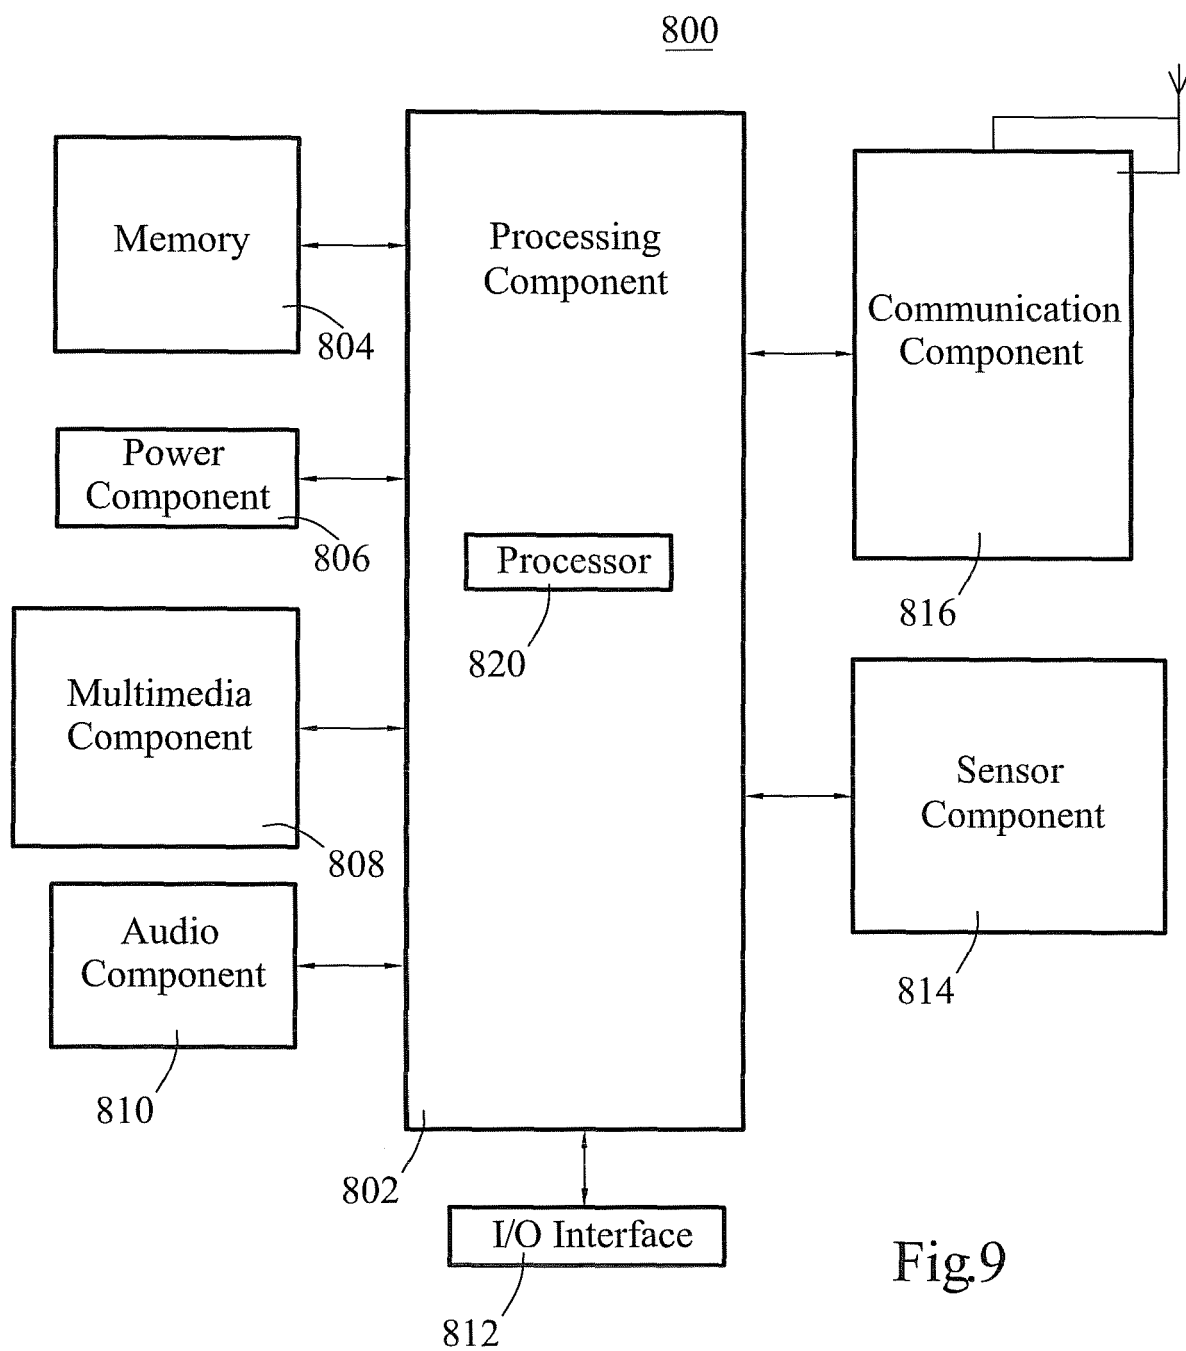 800
Memory
804
Processing
Component
Communication
Component
816
Power
Component
806
Processor
820
Multimedia
Component
808
Sensor
Component
814
Audio
Component
810
802
I/O Interface
812
Fig.9